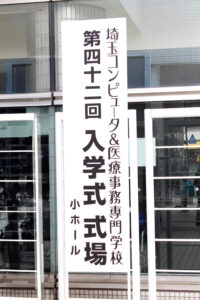 埼玉コンピュータ&医療事務専門学校
第四十二回 入学式 式場
小ホール